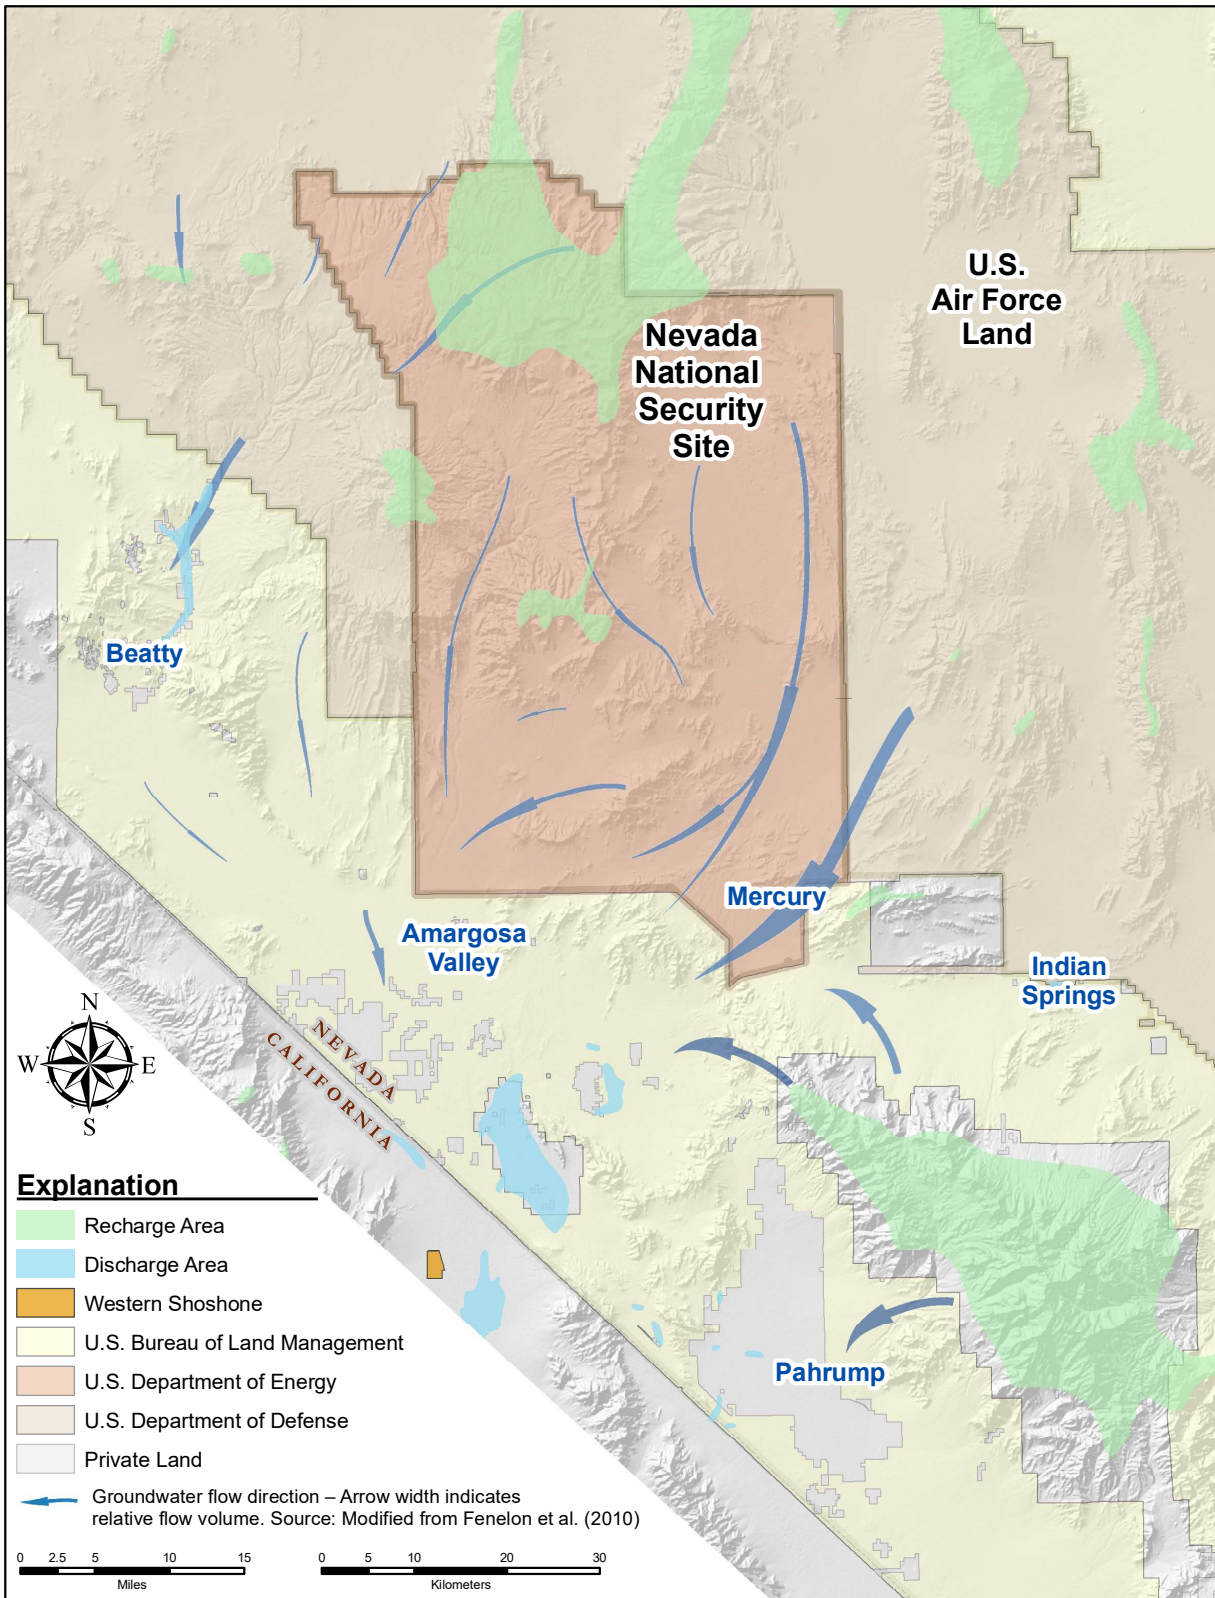 U.S.
Air Force
Land
Nevada
National
Security
Site
Beatty
Mercury
Amargosa
Valley
Indian
Springs
N
W
E
S
NEVADA
CALIFORNIA
Pahrump
Explanation
Recharge Area
Discharge Area
Western Shoshone
U.S. Bureau of Land Management
U.S. Department of Energy
U.S. Department of Defense
Private Land
Groundwater flow direction – Arrow width indicates
relative flow volume. Source: Modified from Fenelon et al. (2010)
0 2.5 5 10 15
Miles
0 5 10 20 30
Kilometers